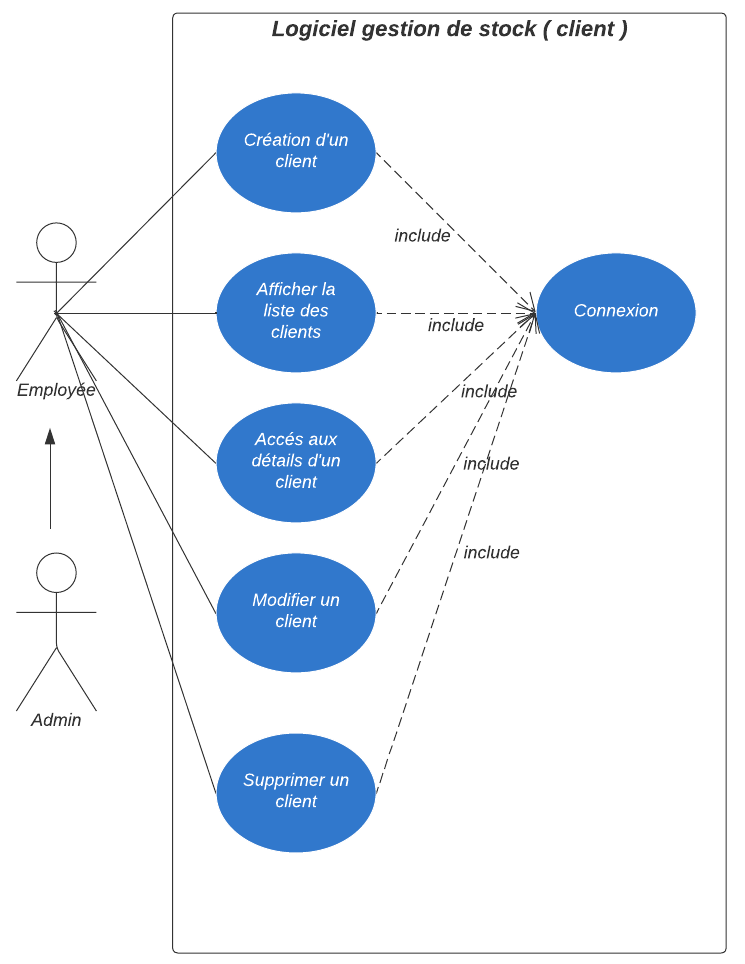 Logiciel gestion de stock ( client )
Création d'un
client
include
Afficher la
liste des
clients
include
Connexion
Employée
include
Accés aux
détails d'un
client
include
include
Modifier un
client
Admin
Supprimer un
client